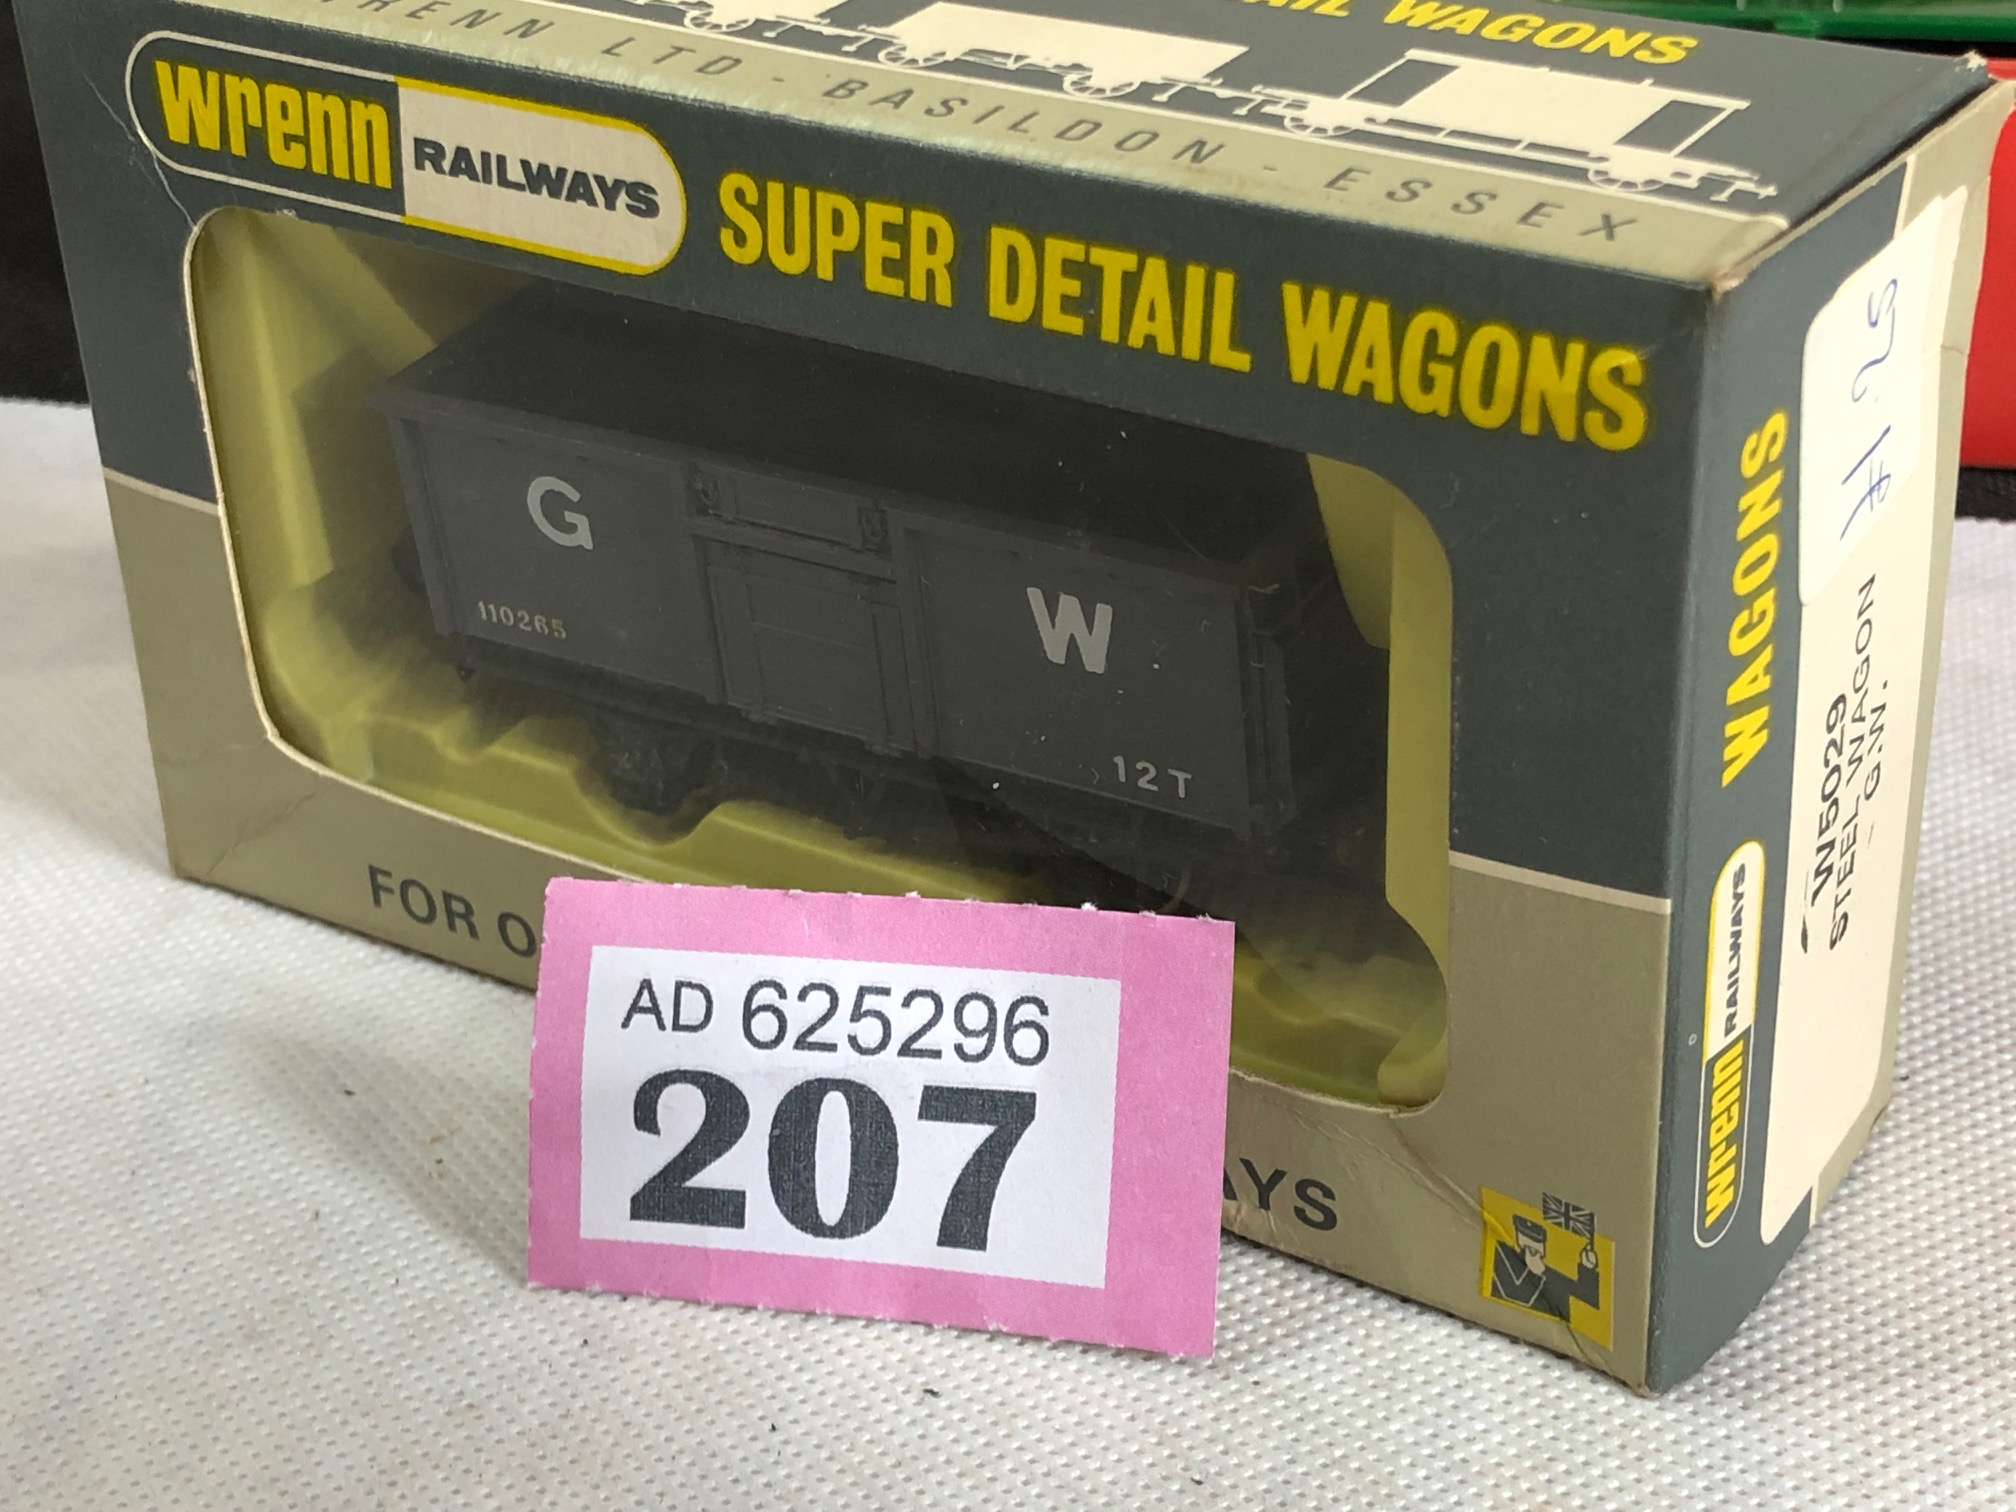 AIL WAGONS
WRENN LTD - BASILDON - ESSEX
wrenn RAILWAYS
SUPER DETAIL WAGONS
G W
110265
12T
FOR O
AYS
AD 625296
207
WAGONS
wrenn RAILWAYS
W5029
STEEL WAGON
- G.W.